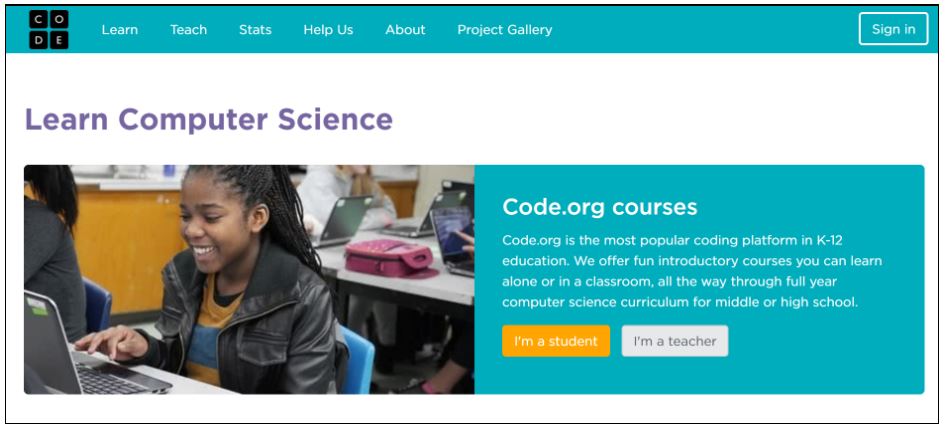 C O
D E
Learn Teach Stats Help Us About Project Gallery Sign in
Learn Computer Science
Code.org courses
Code.org is the most popular coding platform in K-12
education. We offer fun introductory courses you can learn
alone or in a classroom, all the way through full year
computer science curriculum for middle or high school.
I'm a student I'm a teacher